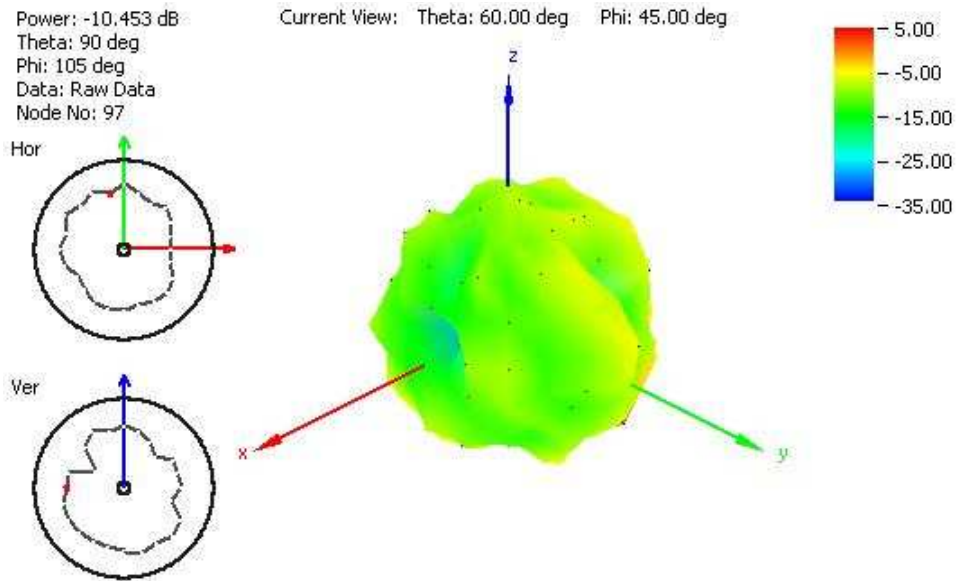 Power: -10.453 dB
Theta: 90 deg
Phi: 105 deg
Data: Raw Data
Node No: 97
Current View: Theta: 60.00 deg Phi: 45.00 deg
Hor
Ver
z
x
y
5.00
-5.00
-15.00
-25.00
-35.00